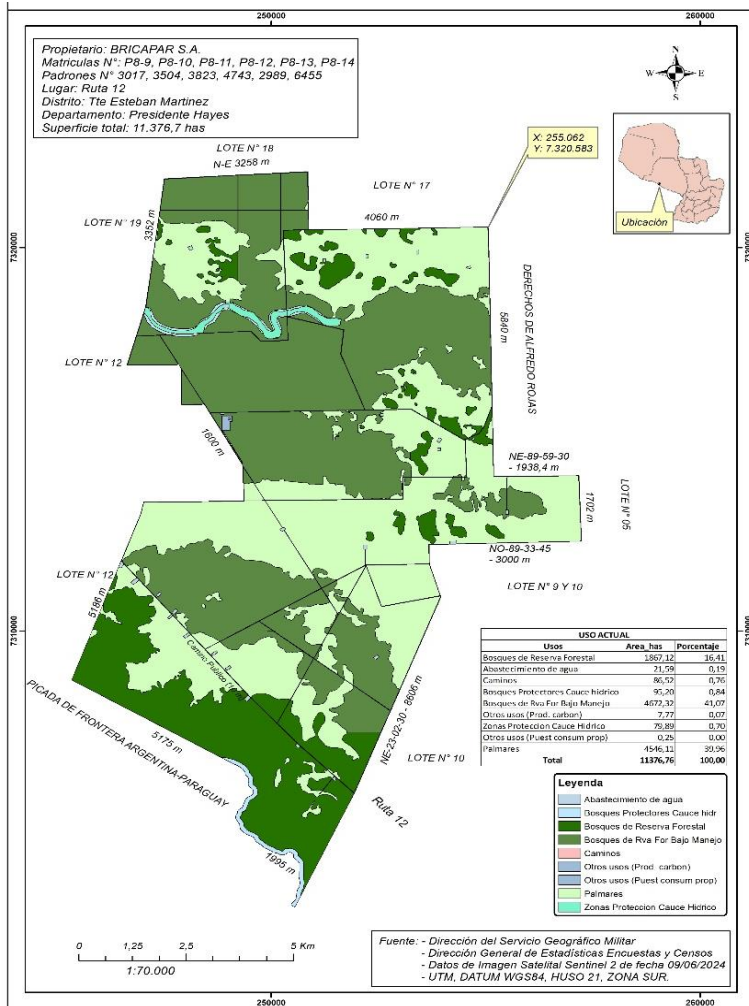 250000
260000
Propietario: BRICAPAR S.A.
Matriculas N°: P8-9, P8-10, P8-11, P8-12, P8-13, P8-14
Padrones N° 3017, 3504, 3823, 4743, 2989, 6455
Lugar: Ruta 12
Distrito: Tte Esteban Martinez
Departamento: Presidente Hayes
Superficie total: 11.376,7 has
N
W
E
S
X: 255.062
Y: 7.320.583
Ubicación
LOTE N° 18
N-E 3258 m
LOTE N° 17
4060 m
LOTE N° 19
3352 m
7320000
7320000
DERECHOS DE ALFREDO ROJAS
5840 m
LOTE N° 12
1600 m
NE-89-59-30
- 1938,4 m
1702 m
LOTE N° 05
NO-89-33-45
- 3000 m
LOTE N° 9 Y 10
LOTE N° 12
5186 m
7310000
7310000
Camino Público
NE-23-02-30 - 8606 m
LOTE N° 10
PICADA DE FRONTERA ARGENTINA-PARAGUAY
5175 m
Ruta 12
1995 m
USO ACTUAL
Usos Area_has Porcentaje
Bosques de Reserva Forestal 1867,12 16,41
Abastecimiento de agua 21,59 0,19
Caminos 86,52 0,76
Bosques Protectores Cauce hidrico 95,20 0,84
Bosques de Rva For Bajo Manejo 4672,32 41,07
Otros usos (Prod. carbon) 7,77 0,07
Zonas Proteccion Cauce Hidrico 79,89 0,70
Otros usos (Puest consum prop) 0,25 0,00
Palmares 4546,11 39,96
Total 11376,76 100,00
Leyenda
Abastecimiento de agua
Bosques Protectores Cauce hidr
Bosques de Reserva Forestal
Bosques de Rva For Bajo Manejo
Caminos
Otros usos (Prod. carbon)
Otros usos (Puest consum prop)
Palmares
Zonas Proteccion Cauce Hidrico
0 1,25 2,5 5 Km
1:70.000
Fuente: - Dirección del Servicio Geográfico Militar
- Dirección General de Estadísticas Encuestas y Censos
- Datos de Imagen Satelital Sentinel 2 de fecha 09/06/2024
- UTM, DATUM WGS84, HUSO 21, ZONA SUR.
250000
260000